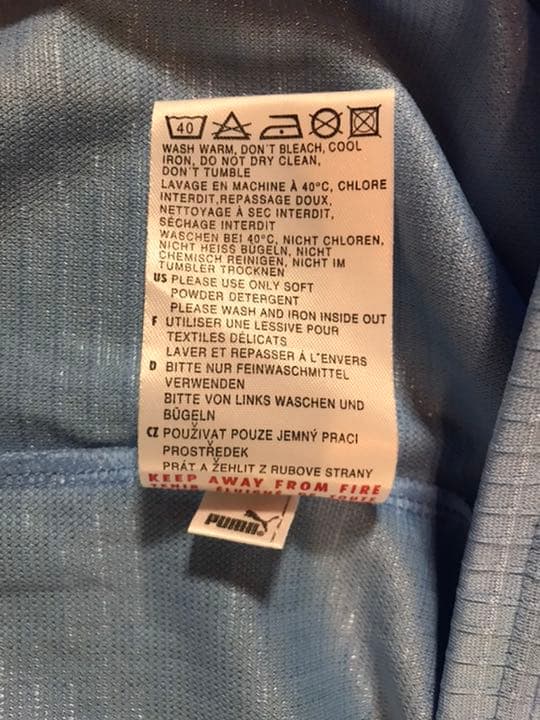 40
WASH WARM, DON'T BLEACH, COOL
IRON, DO NOT DRY CLEAN,
DON'T TUMBLE
LAVAGE EN MACHINE À 40°C, CHLORE
INTERDIT,REPASSAGE DOUX,
NETTOYAGE À SEC INTERDIT,
SÉCHAGE INTERDIT
WASCHEN BEI 40°C, NICHT CHLOREN,
NICHT HEISS BÜGELN, NICHT
CHEMISCH REINIGEN, NICHT IM
TUMBLER TROCKNEN
US PLEASE USE ONLY SOFT
POWDER DETERGENT
PLEASE WASH AND IRON INSIDE OUT
F UTILISER UNE LESSIVE POUR
TEXTILES DÉLICATS
LAVER ET REPASSER À L'ENVERS
D BITTE NUR FEINWASCHMITTEL
VERWENDEN
BITTE VON LINKS WASCHEN UND
BÜGELN
CZ POUŽIVAT POUZE JEMNÝ PRACI
PROSTŘEDEK
PRÁT A ŽEHLIT Z RUBOVE STRANY
KEEP AWAY FROM FIRE
PUMA